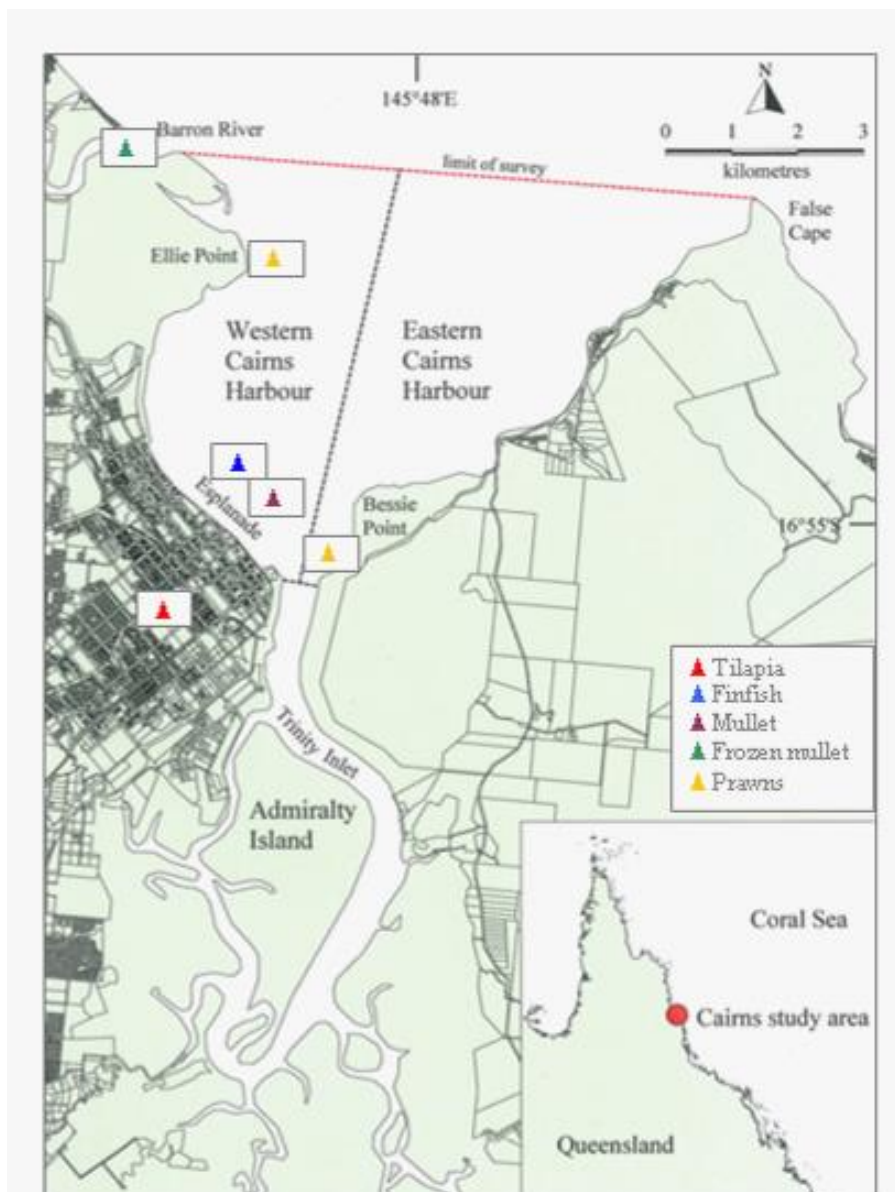 145°48'E
N
0 1 2 3
kilometres
Barron River
limit of survey
False
Cape
Ellie Point
Western
Cairns
Harbour
Eastern
Cairns
Harbour
Esplanade
Bessie
Point
16°55'S
Tilapia
Finfish
Mullet
Frozen mullet
Prawns
Trinity Inlet
Admiralty
Island
Coral Sea
Cairns study area
Queensland